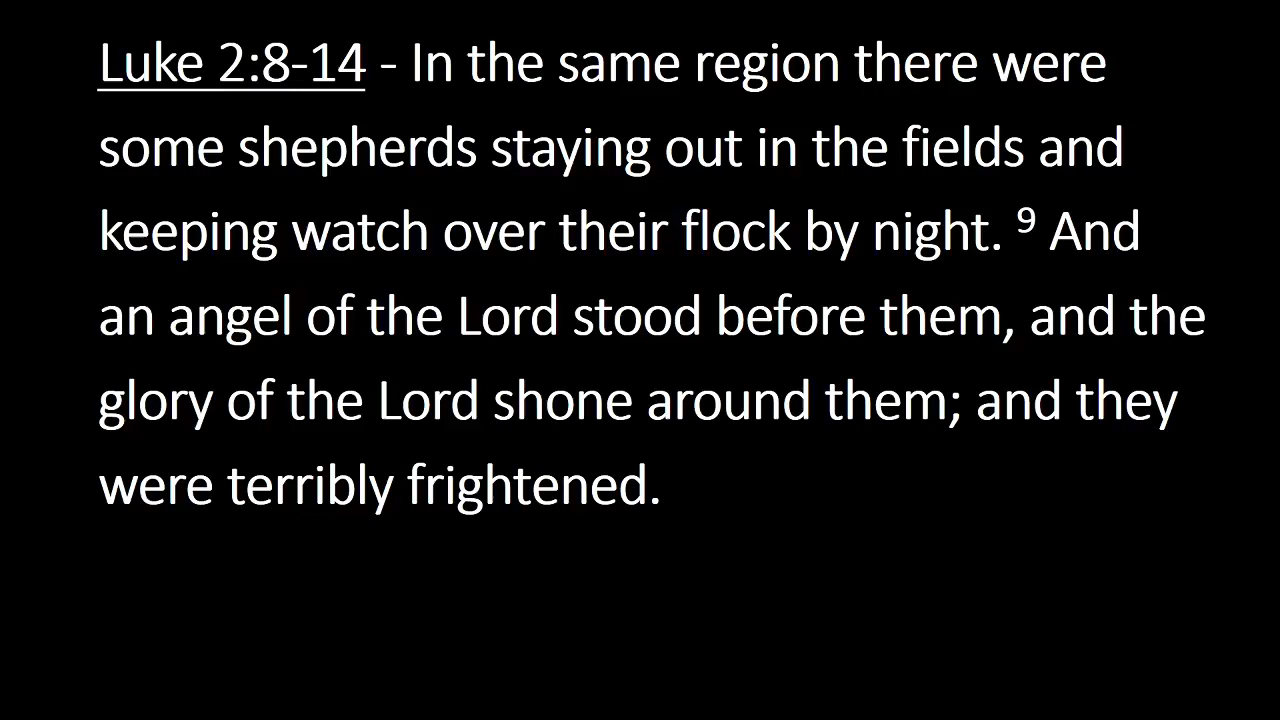 Luke 2:8-14 - In the same region there were
some shepherds staying out in the fields and
keeping watch over their flock by night. ⁹ And
an angel of the Lord stood before them, and the
glory of the Lord shone around them; and they
were terribly frightened.